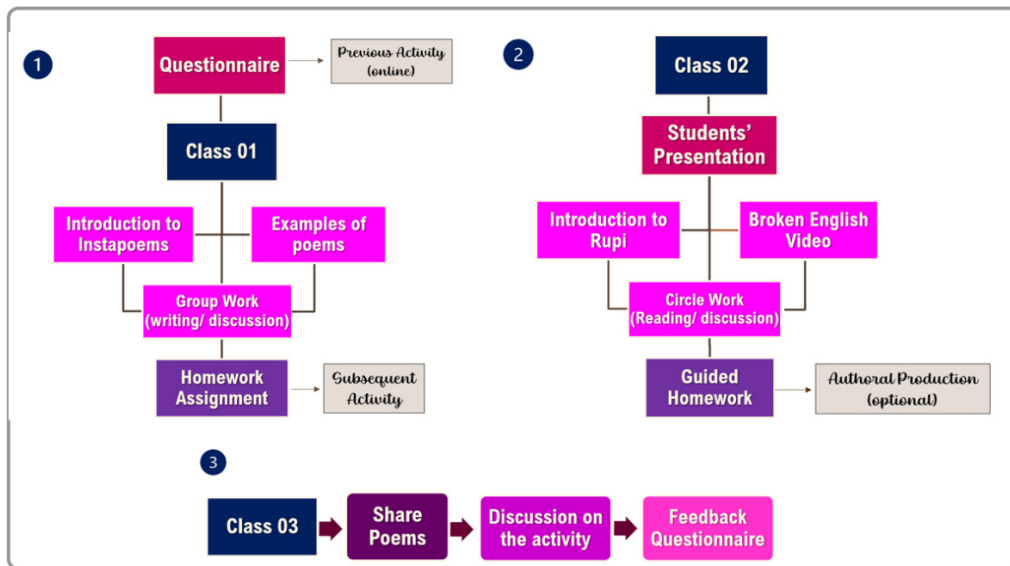 1
Questionnaire
Previous Activity
(online)
Class 01
Introduction to
Instapoems
Examples of
poems
Group Work
(writing/ discussion)
Homework
Assignment
Subsequent
Activity
2
Class 02
Students’
Presentation
Introduction to
Rupi
Broken English
Video
Circle Work
(Reading/ discussion)
Guided
Homework
Authoral Production
(optional)
3
Class 03
Share
Poems
Discussion on
the activity
Feedback
Questionnaire